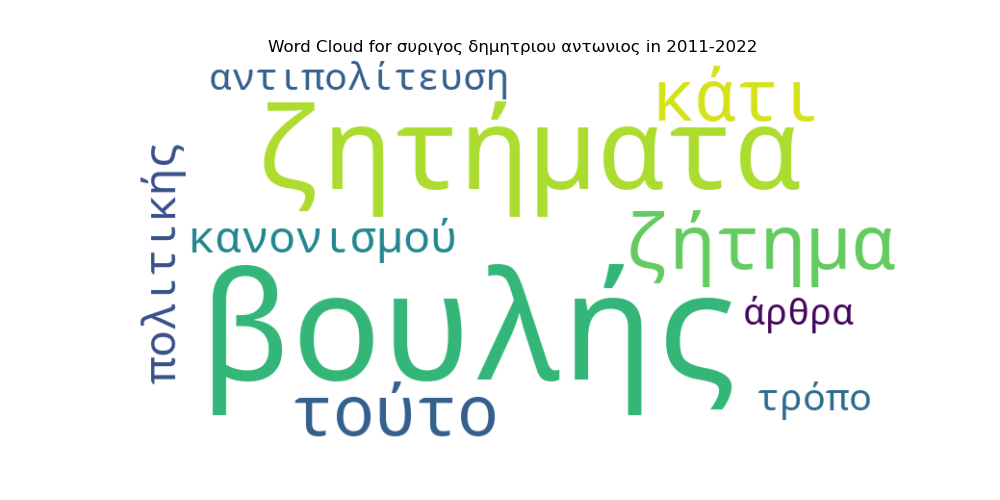 Word Cloud for συριγος δημητριου αντωνιος in 2011-2022
αντιπολίτευση
κάτι
ζητήματα
πολιτικής
κανονισμού
ζήτημα
βουλής
άρθρα
τούτο
τρόπο